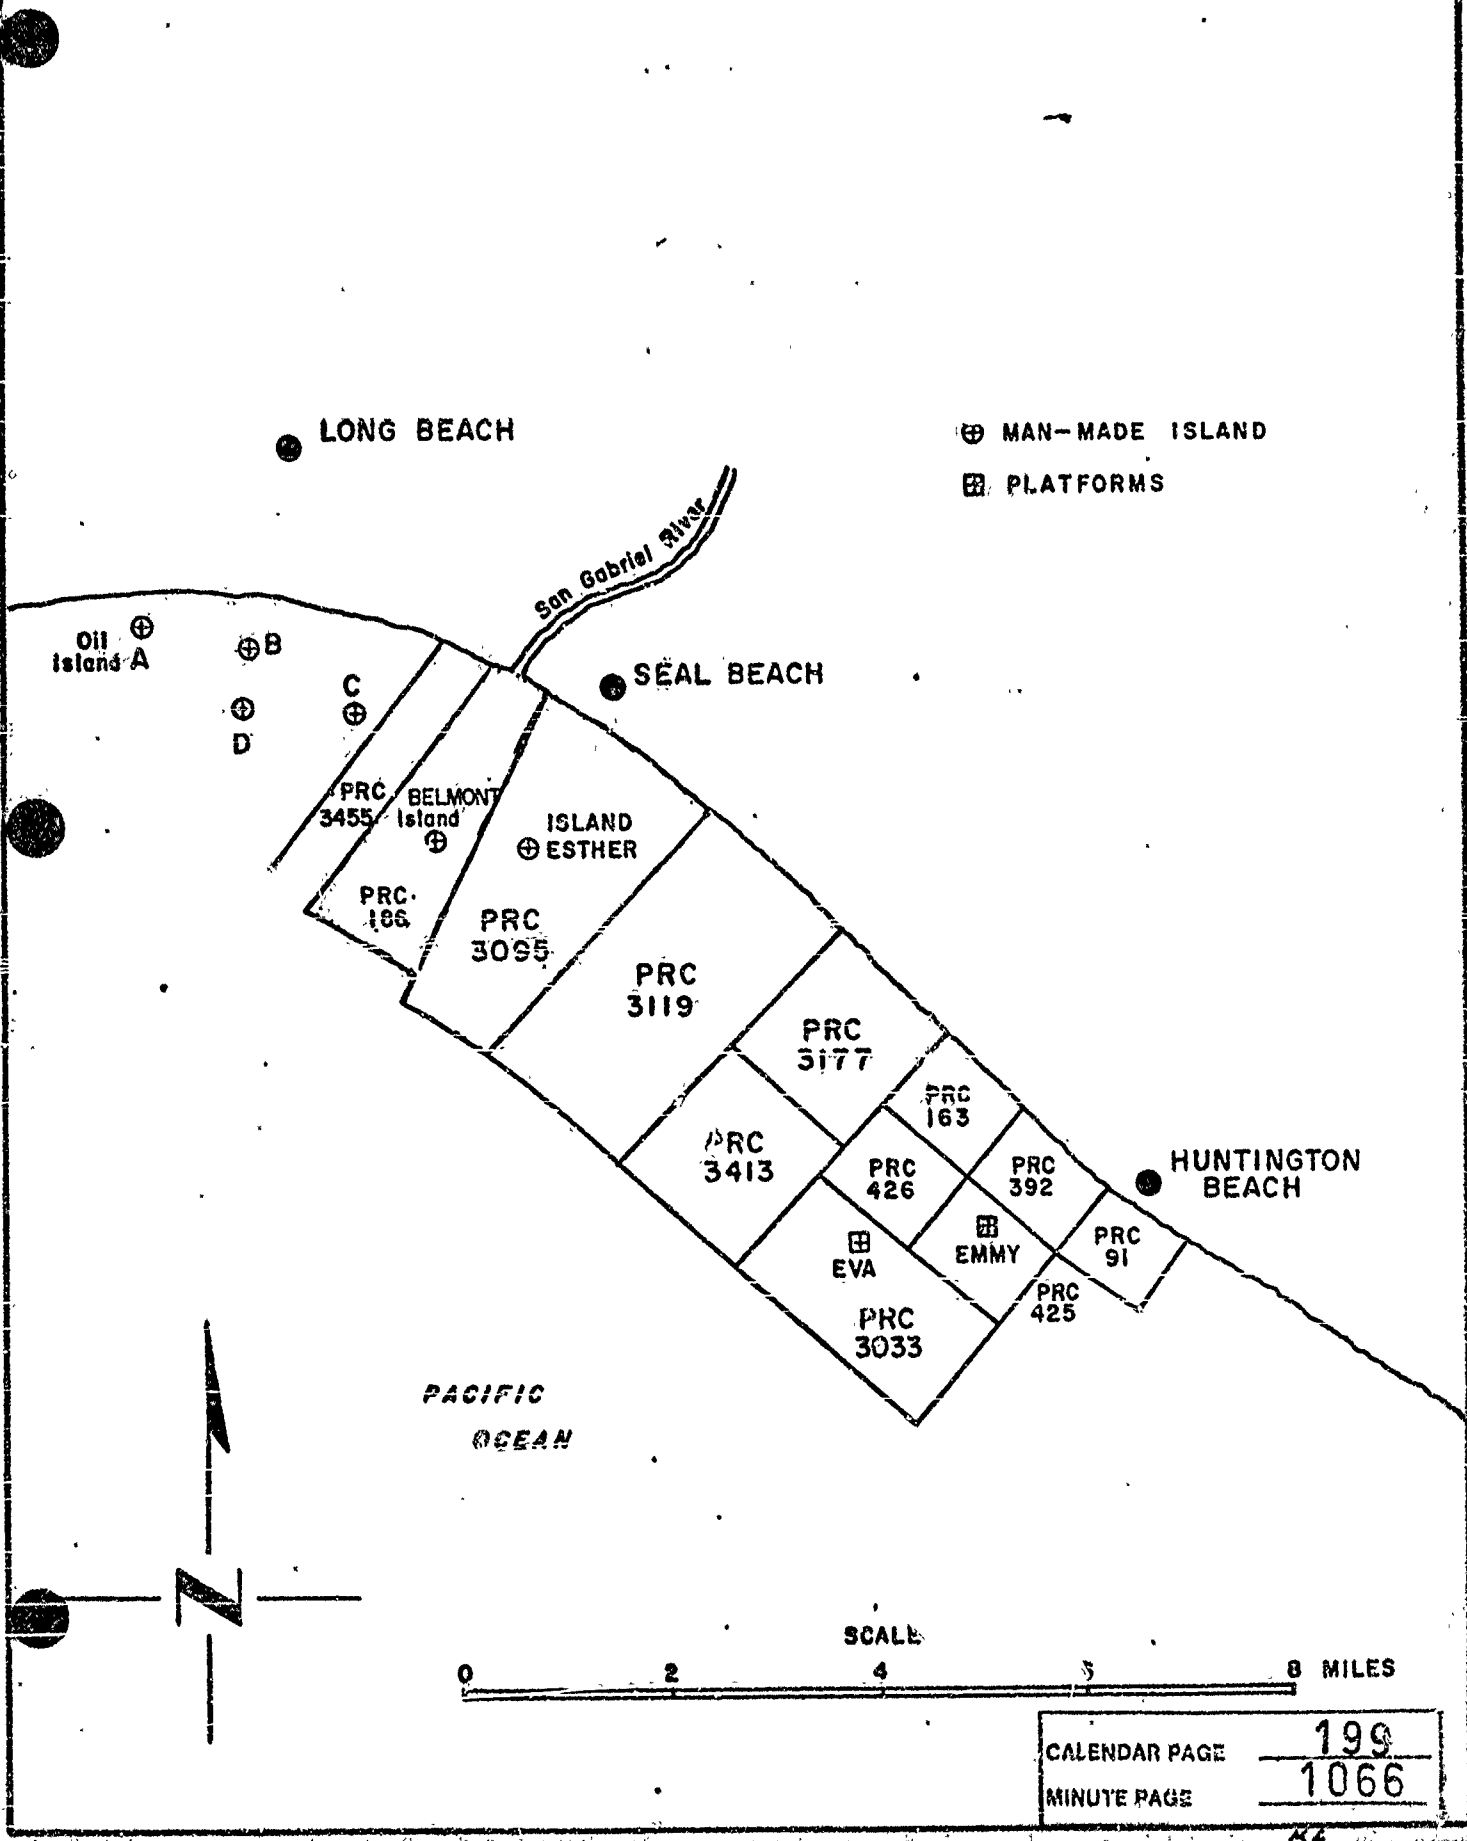 LONG BEACH
MAN-MADE ISLAND
PLATFORMS
San Gabriel River
Oil
Island A
B
C
D
SEAL BEACH
PRC
3455
BELMONT
Island
ISLAND
ESTHER
PRC
186
PRC
3095
PRC
3119
PRC
3177
PRC
163
PRC
3413
PRC
426
PRC
392
HUNTINGTON
BEACH
EVA
EMMY
PRC
91
PRC
425
PRC
3033
PACIFIC
OCEAN
N
SCALE
0 2 4 8 MILES
CALENDAR PAGE 199
MINUTE PAGE 1066